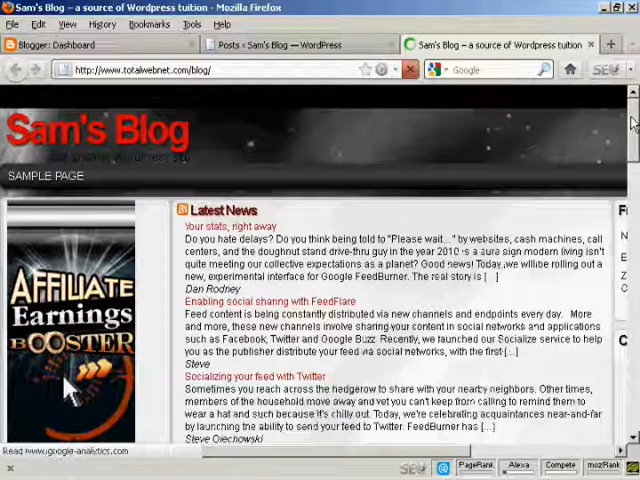 Sam's Blog – a source of Wordpress tuition - Mozilla Firefox
File Edit View History Bookmarks Tools Help
Blogger: Dashboard
Posts ‹ Sam's Blog — WordPress
Sam's Blog – a source of Wordpress tuition
http://www.totalwebnet.com/blog/
Google
SEO
Sam's Blog
SAMPLE PAGE
AFFILIATE
Earnings
BOOSTER
Latest News
Your stats, right away
Do you hate delays? Do you think being told to "Please wait..." by websites, cash machines, call
centers, and the doughnut stand drive-thru guy in the year 2010 is a sure sign modern living isn't
quite meeting our collective expectations as a planet? Good news! Today, we will be rolling out a
new, experimental interface for Google FeedBurner. The real story is [...]
Dan Rodney
Enabling social sharing with FeedFlare
Feed content is being constantly distributed via new channels and endpoints every day. More
and more, these new channels involve sharing your content in social networks and applications
such as Facebook, Twitter and Google Buzz. Recently, we launched our Socialize service to help
you as the publisher distribute your feed via social networks, with the first [...]
Steve
Socializing your feed with Twitter
Sometimes you reach across the hedgerow to share with your nearby neighbors. Other times,
members of the household move away and yet you can't keep from calling to remind them to
wear a hat and such because it's chilly out. Today, we're celebrating acquaintances near-and-far
by launching the ability to send your feed to Twitter. FeedBurner has [...]
Steve Olechowski
Read www.google-analytics.com
SEO PageRank Alexa Compete mozRank